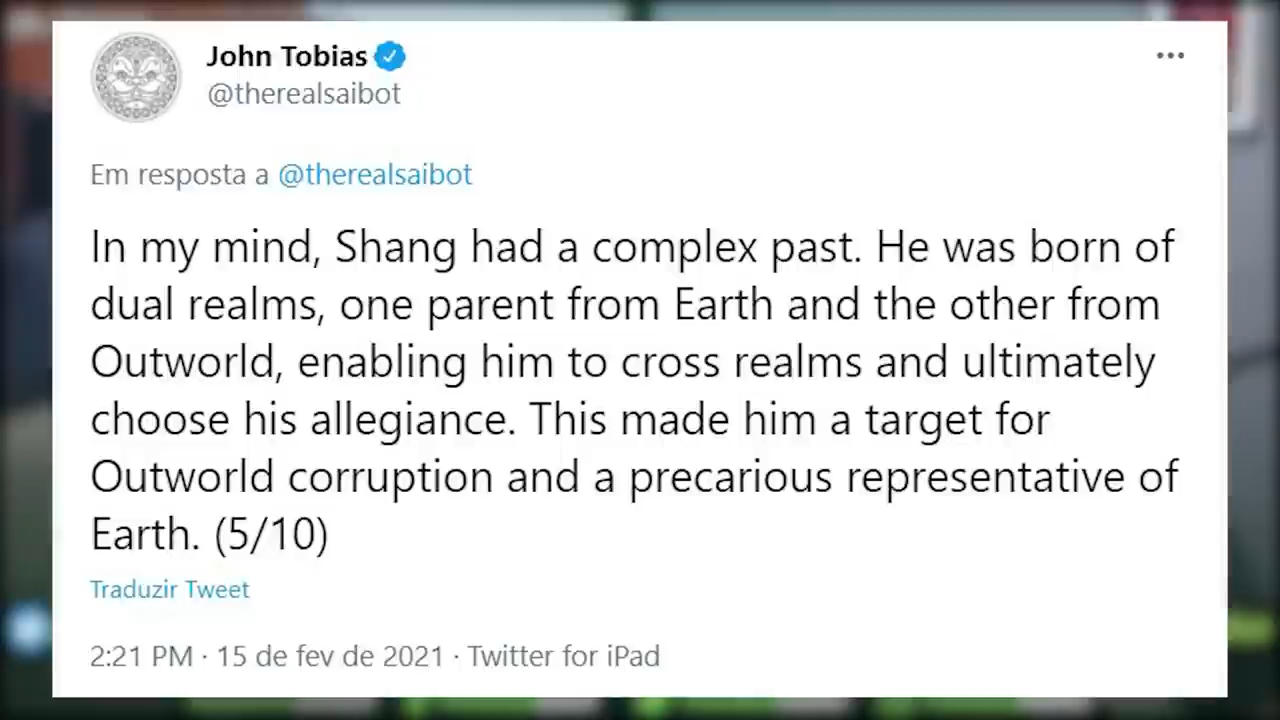 John Tobias
@therealsaibot
Em resposta a @therealsaibot
In my mind, Shang had a complex past. He was born of
dual realms, one parent from Earth and the other from
Outworld, enabling him to cross realms and ultimately
choose his allegiance. This made him a target for
Outworld corruption and a precarious representative of
Earth. (5/10)
Traduzir Tweet
2:21 PM · 15 de fev de 2021 · Twitter for iPad